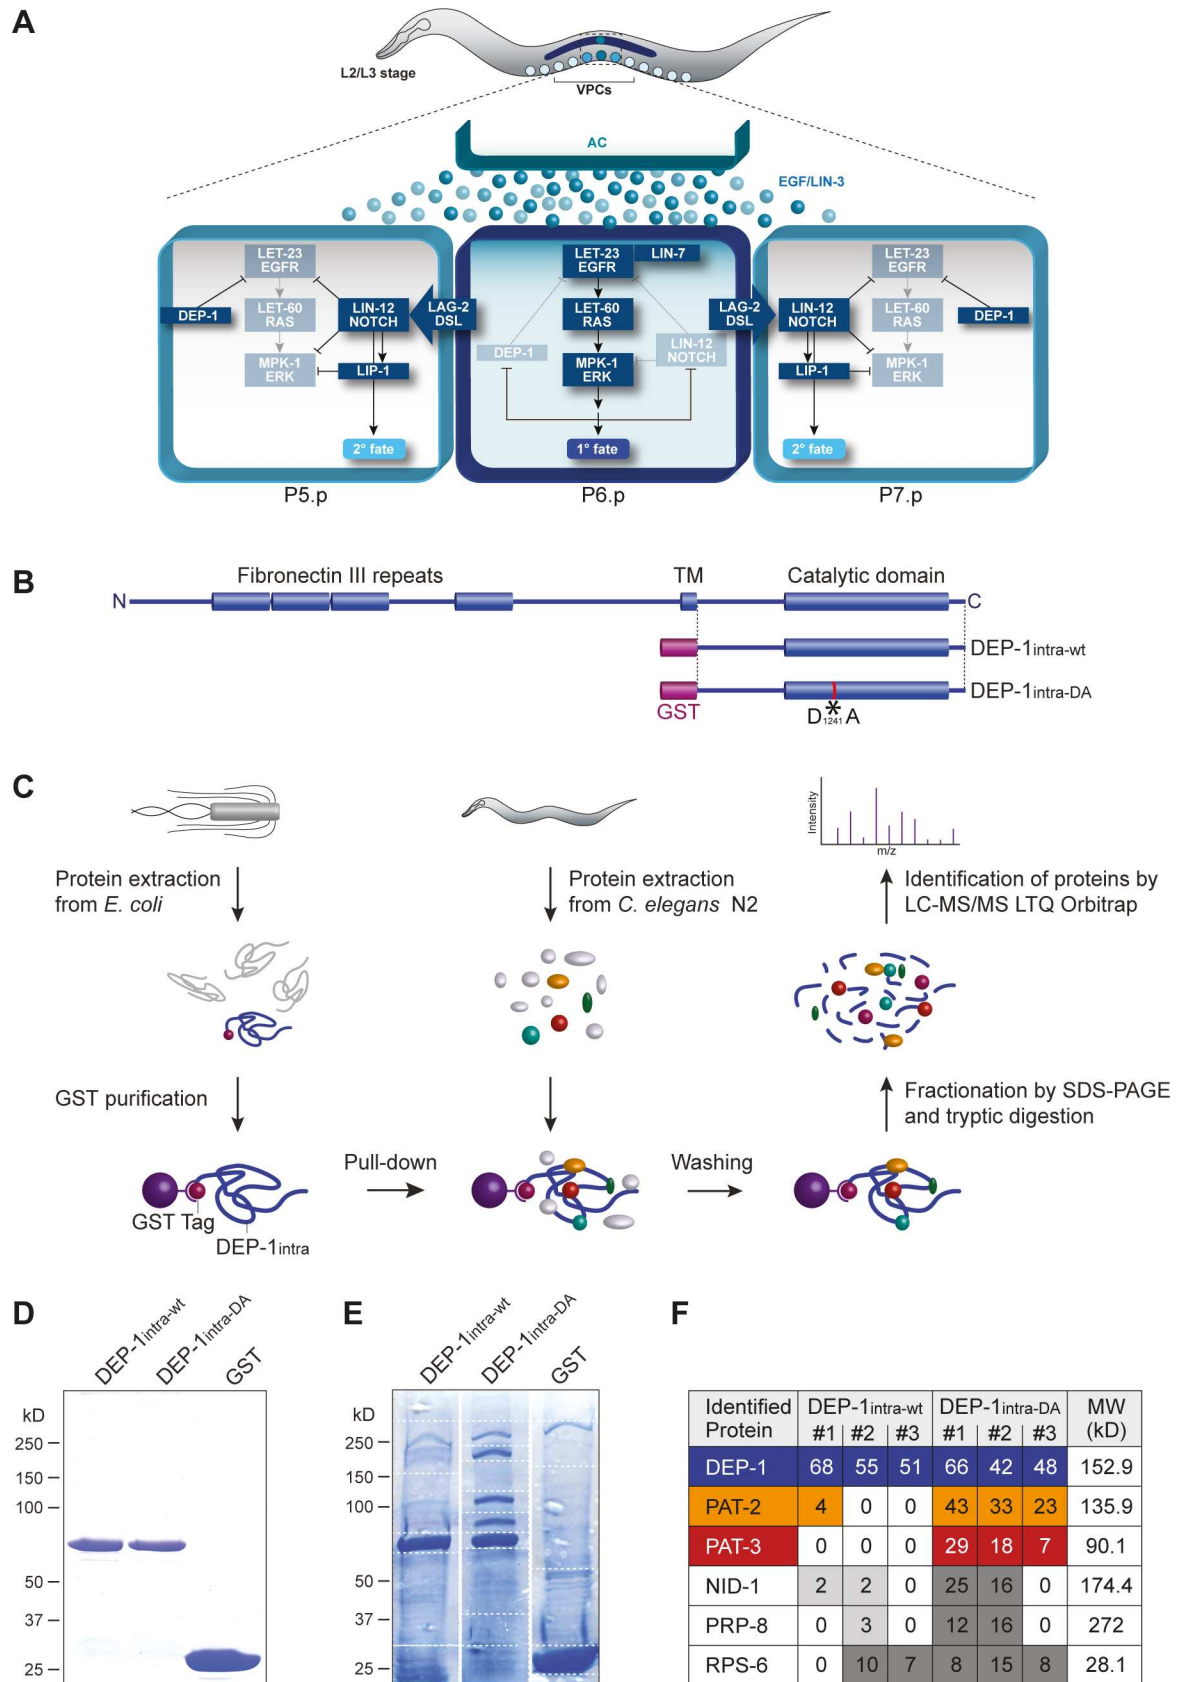 A
L2/L3 stage
VPCs
AC
EGF/LIN-3
LET-23
EGFR
DEP-1
LET-60
RAS
LIN-12
NOTCH
MPK-1
ERK
LIP-1
2° fate
P5.p
LAG-2
DSL
LET-23
EGFR
LIN-7
LET-60
RAS
DEP-1
LIN-12
NOTCH
MPK-1
ERK
1° fate
P6.p
LAG-2
DSL
LET-23
EGFR
LIN-12
NOTCH
LET-60
RAS
DEP-1
LIP-1
MPK-1
ERK
2° fate
P7.p
B
Fibronectin III repeats
TM
Catalytic domain
N
C
DEP-1intra-wt
DEP-1intra-DA
GST
D1241A
*
C
Protein extraction
from E. coli
GST purification
GST Tag
DEP-1intra
Pull-down
Protein extraction
from C. elegans N2
Washing
Intensity
m/z
Identification of proteins by
LC-MS/MS LTQ Orbitrap
Fractionation by SDS-PAGE
and tryptic digestion
D
DEP-1intra-wt
DEP-1intra-DA
GST
kD
250
150
100
50
37
25
E
DEP-1intra-wt
DEP-1intra-DA
GST
kD
250
150
100
50
37
25
F
Identified Protein DEP-1intra-wt DEP-1intra-DA MW (kD)
#1 #2 #3 #1 #2 #3
DEP-1 68 55 51 66 42 48 152.9
PAT-2 4 0 0 43 33 23 135.9
PAT-3 0 0 0 29 18 7 90.1
NID-1 2 2 0 25 16 0 174.4
PRP-8 0 3 0 12 16 0 272
RPS-6 0 10 7 8 15 8 28.1